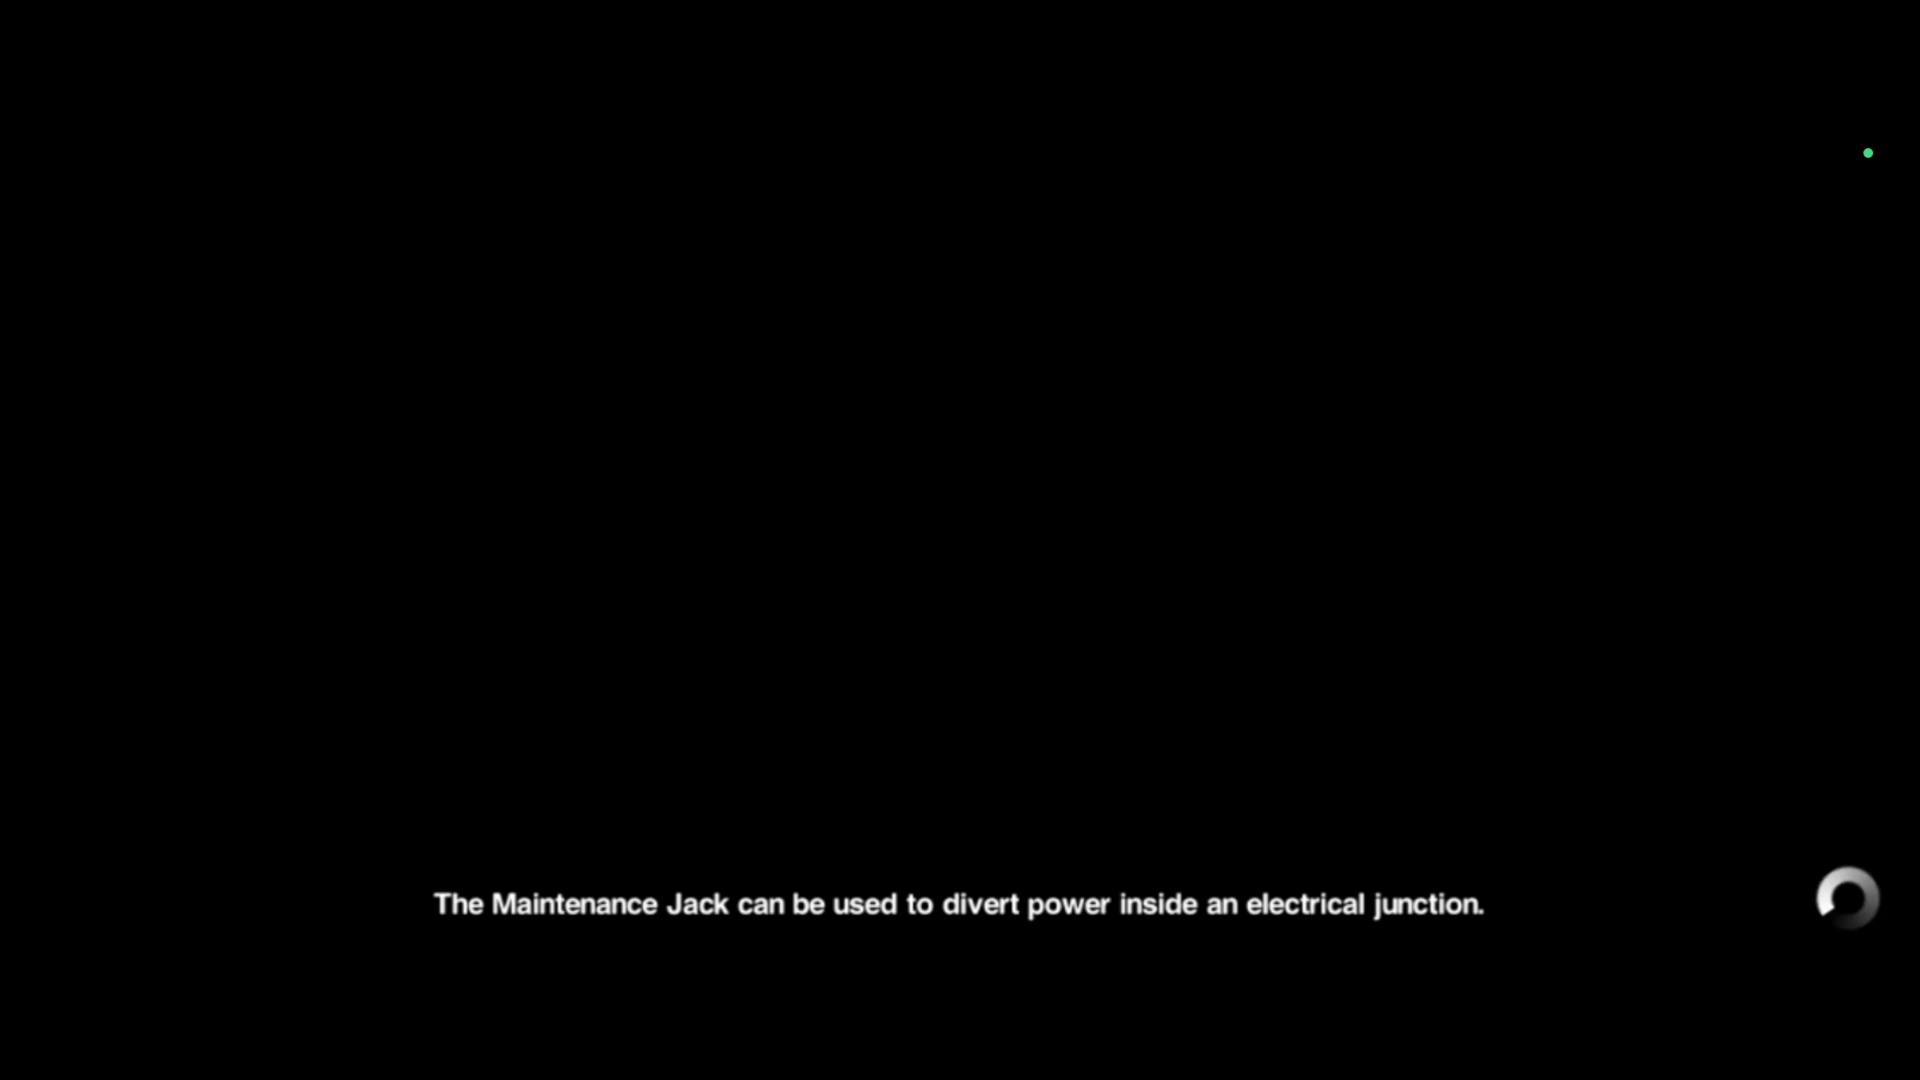 The Maintenance Jack can be used to divert power inside an electrical junction.